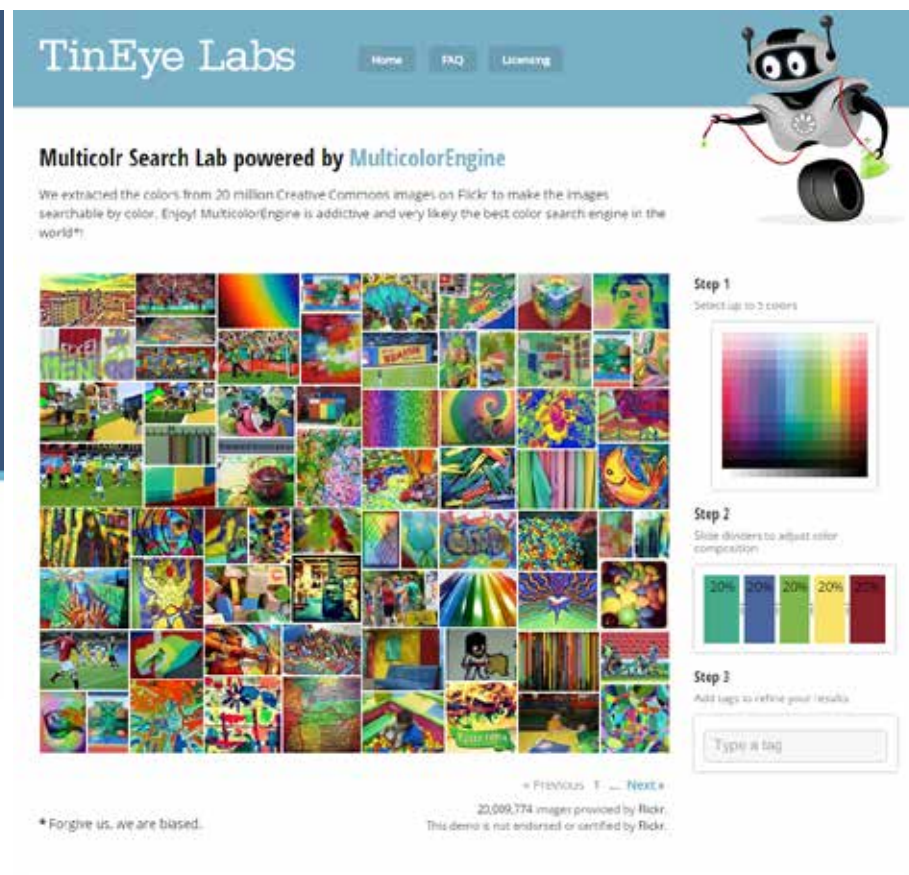 TinEye Labs
Home FAQ Licensing
Multicolr Search Lab powered by MulticolorEngine
We extracted the colors from 20 million Creative Commons images on Flickr to make the images
searchable by color. Enjoy! MulticolorEngine is addictive and very likely the best color search engine in the
world*!
Step 1
Select up to 5 colors
Step 2
Slide dividers to adjust color
composition
20% 20% 20% 20% 20%
Step 3
Add tags to refine your results
Type a tag
« Previous 1 ... Next »
20,009,774 images provided by Flickr.
This demo is not endorsed or certified by Flickr.
* Forgive us, we are biased.